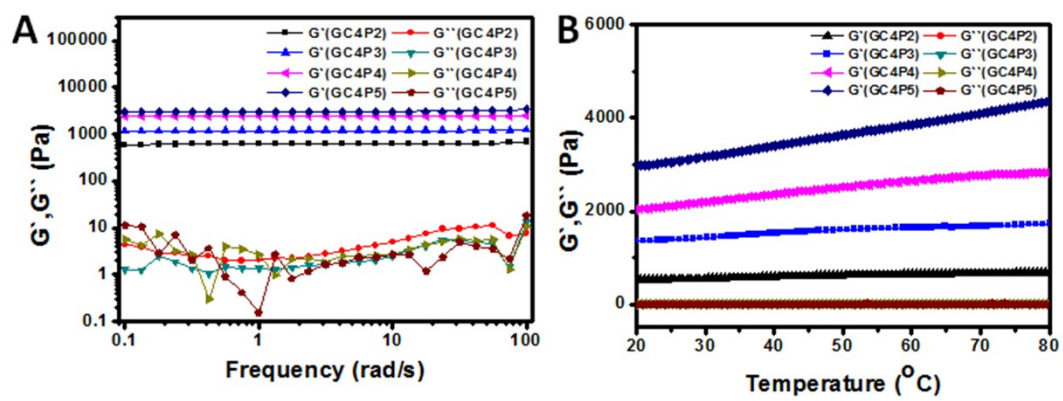 A
G`(GC4P2) G``(GC4P2)
G`(GC4P3) G``(GC4P3)
G`(GC4P4) G``(GC4P4)
G`(GC4P5) G``(GC4P5)
100000
10000
1000
100
10
1
0.1
G`,G`` (Pa)
0.1 1 10 100
Frequency (rad/s)
B
G`(GC4P2) G``(GC4P2)
G`(GC4P3) G``(GC4P3)
G`(GC4P4) G``(GC4P4)
G`(GC4P5) G``(GC4P5)
6000
4000
2000
0
G`,G`` (Pa)
20 30 40 50 60 70 80
Temperature (°C)